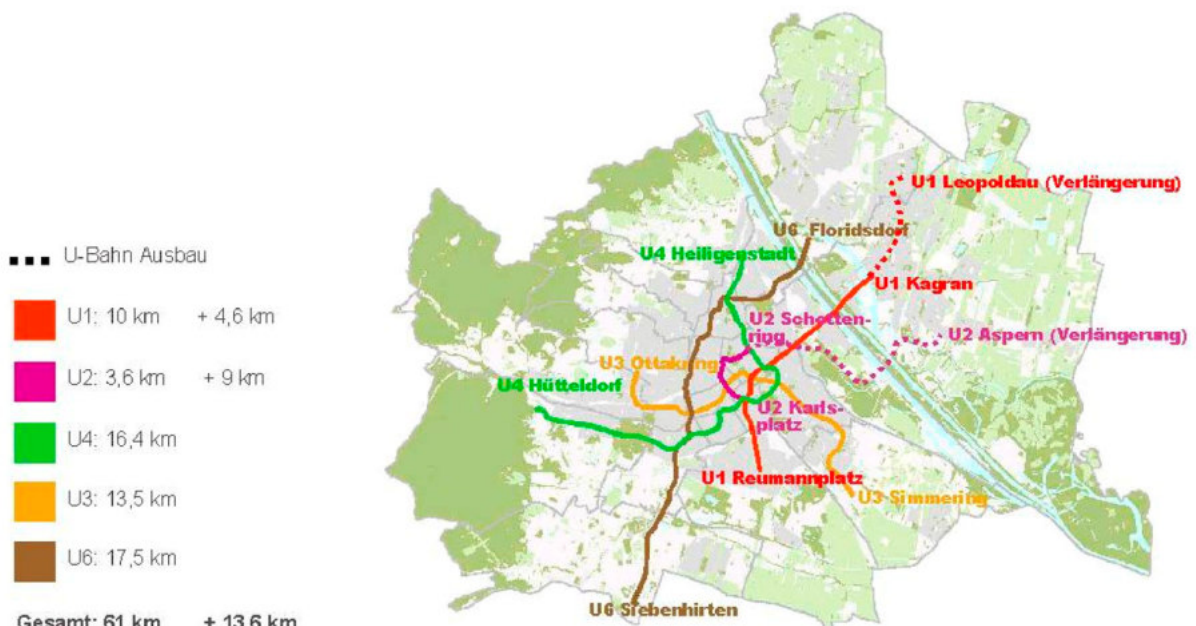 U-Bahn Ausbau
U1: 10 km + 4,6 km
U2: 3,6 km + 9 km
U4: 16,4 km
U3: 13,5 km
U6: 17,5 km
Gesamt: 61 km + 13,6 km
U1 Leopoldau (Verlängerung)
U6 Floridsdorf
U4 Heiligenstadt
U1 Kagran
U2 Schotten-
ring
U2 Aspern (Verlängerung)
U3 Ottakring
U4 Hütteldorf
U2 Karls-
platz
U1 Reumannplatz
U3 Simmering
U6 Siebenhirten